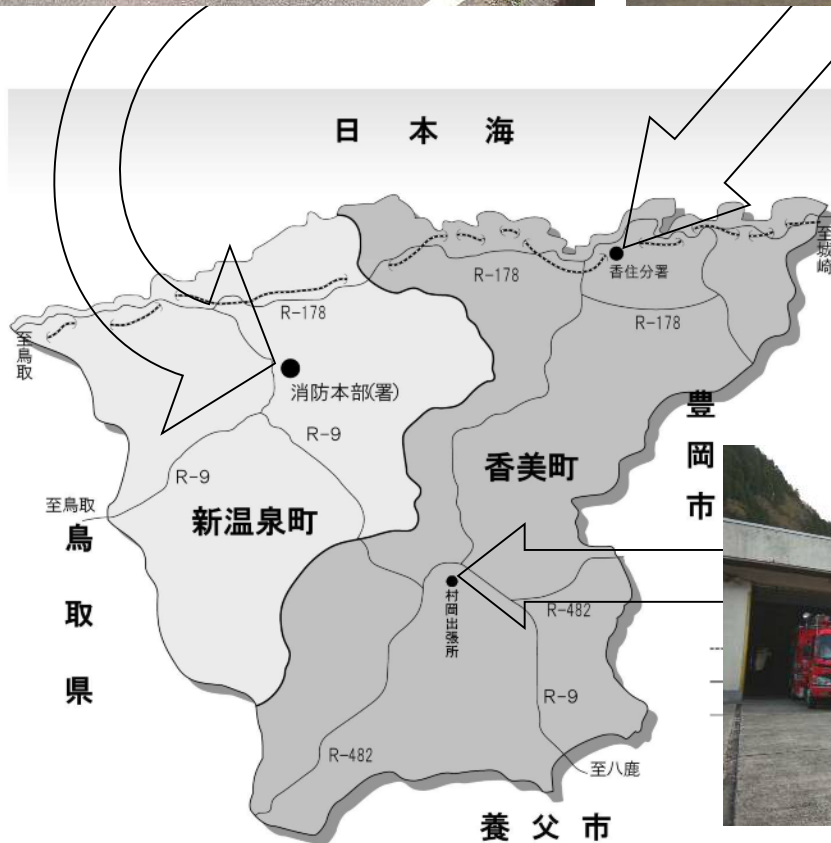 日本海
至城崎
香住分署
R-178
R-178
R-178
至鳥取
消防本部(署)
豊岡市
R-9
香美町
R-9
至鳥取
新温泉町
鳥取県
村岡出張所
R-482
R-9
R-482
至八鹿
養父市